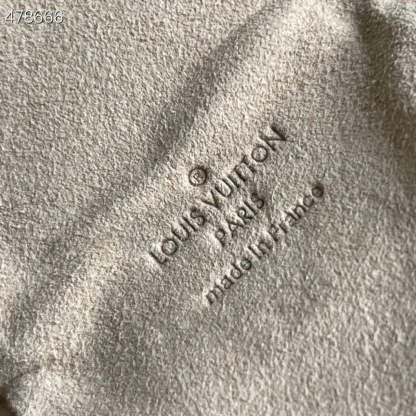 478666
®
LOUIS VUITTON
PARIS
made in France